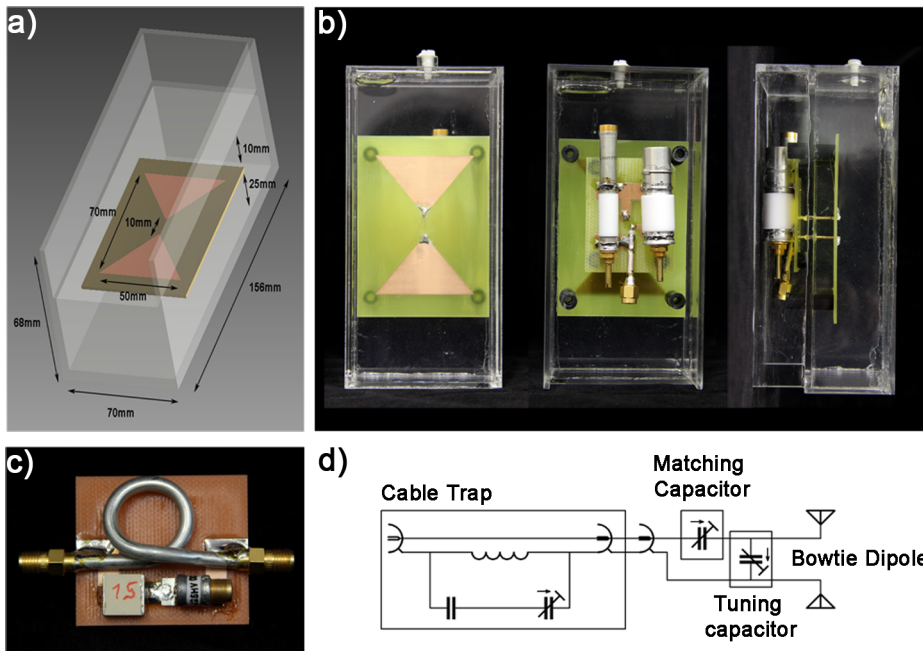 a)
10mm
25mm
70mm
10mm
50mm
156mm
68mm
70mm
b)
c)
15
d)
Matching
Capacitor
Cable Trap
Bowtie Dipole
Tuning
capacitor